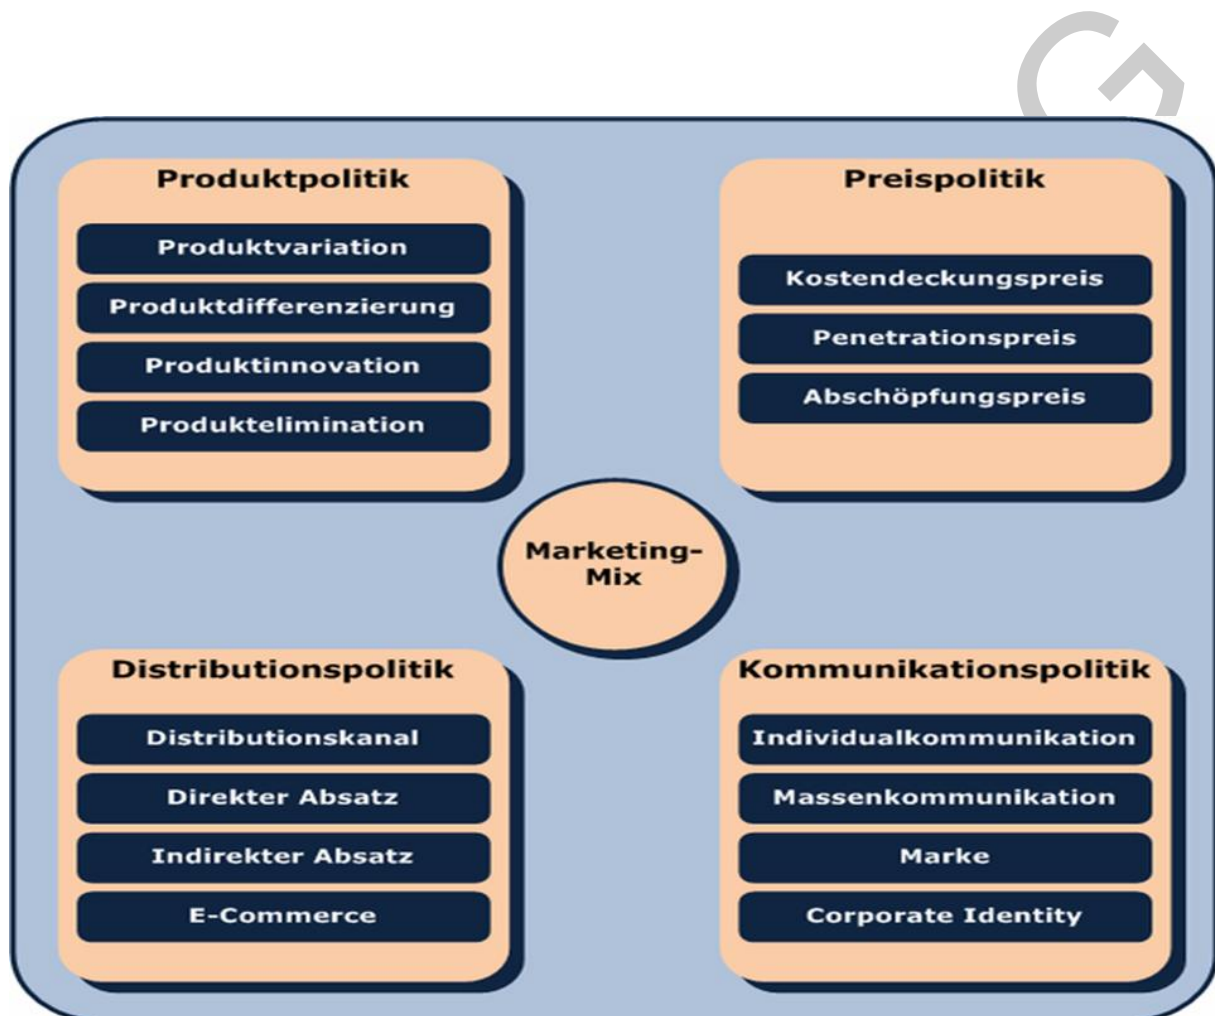 Produktpolitik
Produktvariation
Produktdifferenzierung
Produktinnovation
Produktelimination
Preispolitik
Kostendeckungspreis
Penetrationspreis
Abschöpfungspreis
Marketing-
Mix
Distributionspolitik
Distributionskanal
Direkter Absatz
Indirekter Absatz
E-Commerce
Kommunikationspolitik
Individualkommunikation
Massenkommunikation
Marke
Corporate Identity